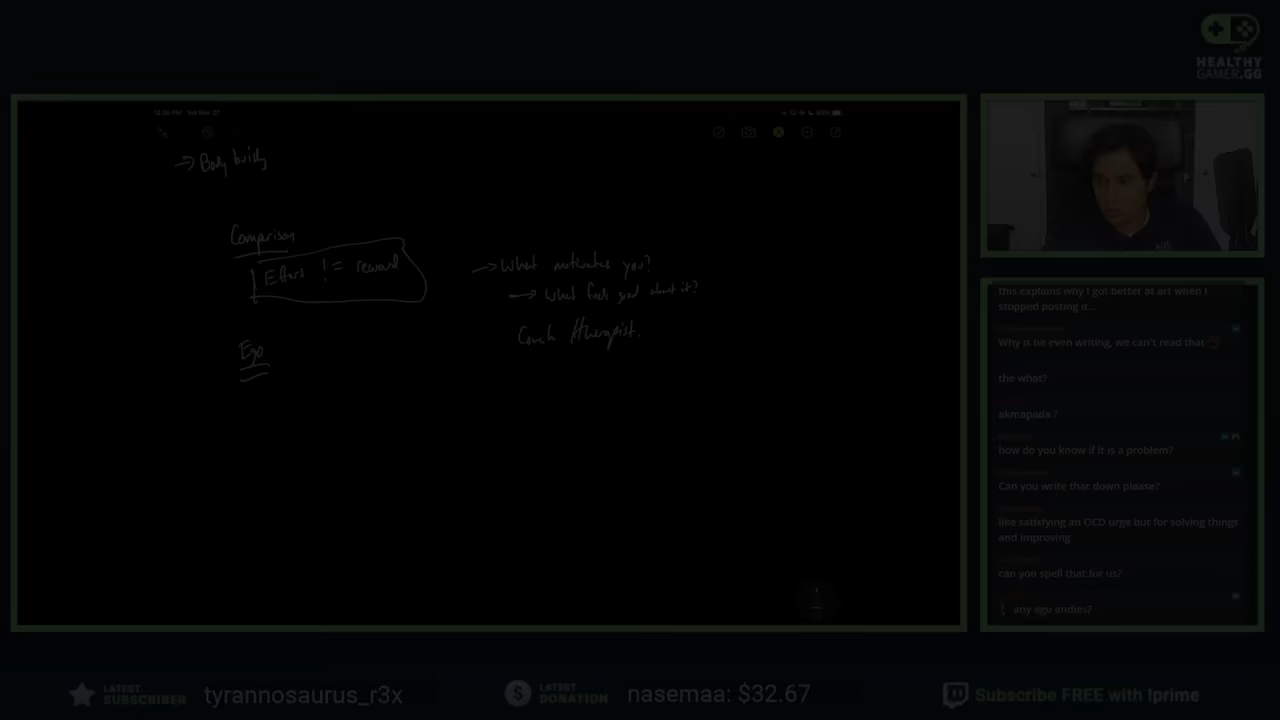 HEALTHY
GAMER.GG
Sat Feb 27
Comparison
Effort != reward
Ego
→ What motivates you?
→ What feels good about it?
this explains why I got better at art when I
stopped posting it...
Why is he even writing, we can't read that
the what?
akmapada ?
how do you know if it is a problem?
Can you write that down please?
like satisfying an OCD urge but for solving things
and improving
can you spell that for us?
any ego andies?
LATEST
SUBSCRIBER
tyrannosaurus_r3x
LATEST
DONATION
nasemaa: $32.67
Subscribe FREE with !prime